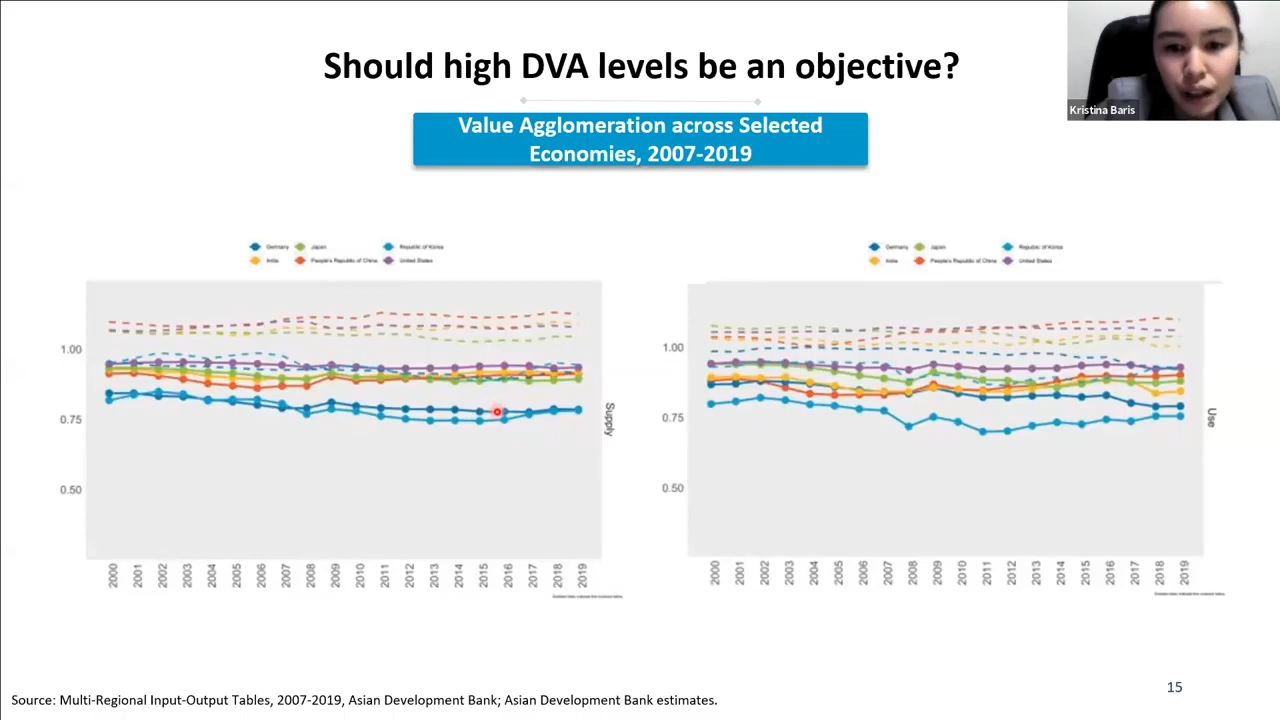 Should high DVA levels be an objective?
Kristina Baris
Value Agglomeration across Selected
Economies, 2007-2019
Germany Japan Republic of Korea
India People's Republic of China United States
1.00
0.75
0.50
Supply
2000 2001 2002 2003 2004 2005 2006 2007 2008 2009 2010 2011 2012 2013 2014 2015 2016 2017 2018 2019
Germany Japan Republic of Korea
India People's Republic of China United States
1.00
0.75
0.50
Use
2000 2001 2002 2003 2004 2005 2006 2007 2008 2009 2010 2011 2012 2013 2014 2015 2016 2017 2018 2019
15
Source: Multi-Regional Input-Output Tables, 2007-2019, Asian Development Bank; Asian Development Bank estimates.